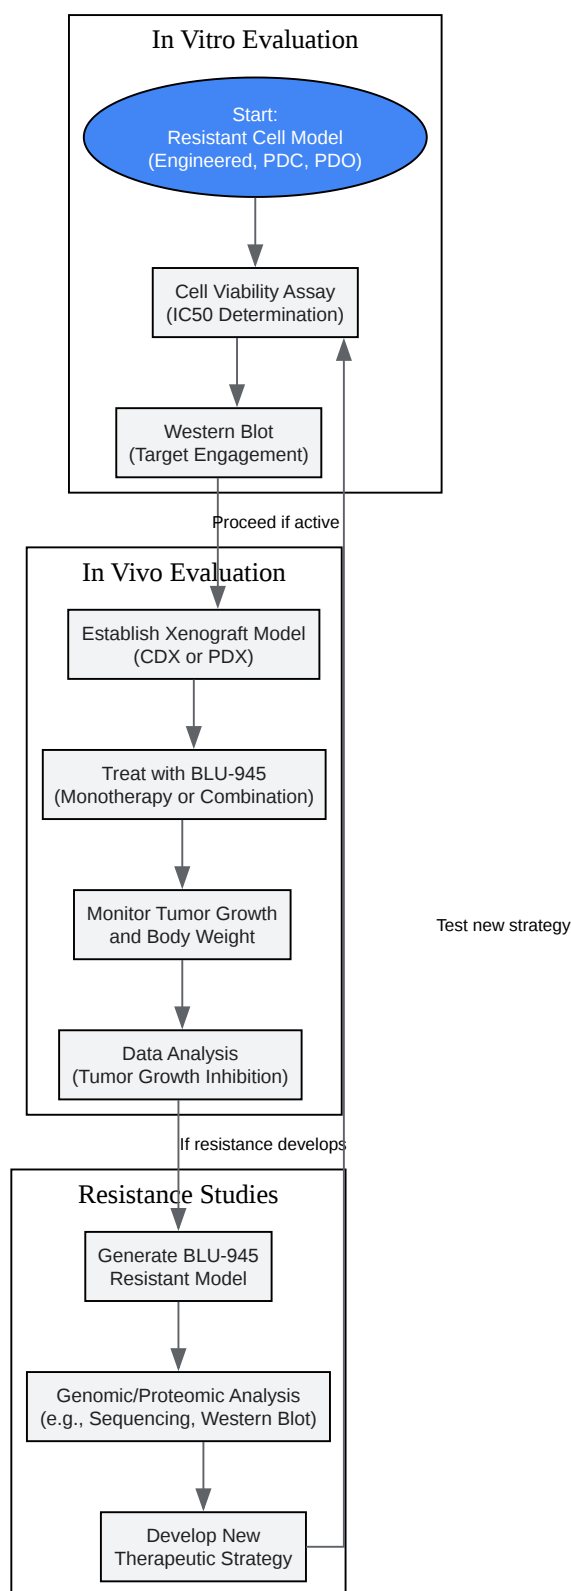 In Vitro Evaluation
Start:
Resistant Cell Model
(Engineered, PDC, PDO)
Cell Viability Assay
(IC50 Determination)
Western Blot
(Target Engagement)
Proceed if active
In Vivo Evaluation
Establish Xenograft Model
(CDX or PDX)
Treat with BLU-945
(Monotherapy or Combination)
Monitor Tumor Growth
and Body Weight
Test new strategy
Data Analysis
(Tumor Growth Inhibition)
If resistance develops
Resistance Studies
Generate BLU-945
Resistant Model
Genomic/Proteomic Analysis
(e.g., Sequencing, Western Blot)
Develop New
Therapeutic Strategy